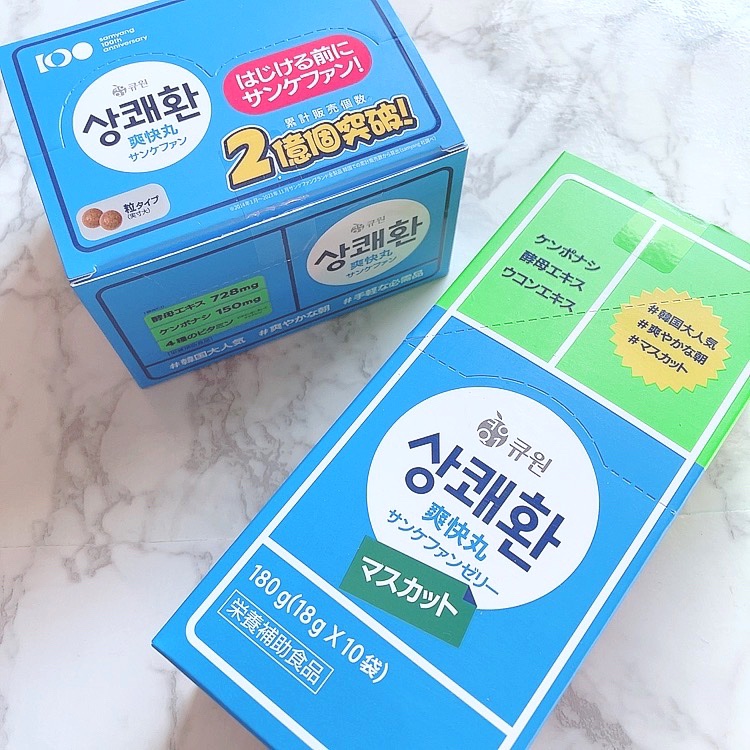 100
samyang
100th
anniversary
큐원
상쾌환
爽快丸
サンケファン
はじける前に
サンケファン!
累計販売個数
2億個突破!
粒タイプ
(実寸大)
큐원
상쾌환
爽快丸
サンケファン
酵母エキス 728mg
ケンポナシ 150mg
4種のビタミン
#韓国大人気 #爽やかな朝 #手軽な必需品
ケンポナシ
酵母エキス
ウコンエキス
#韓国大人気
#爽やかな朝
#マスカット
큐원
상쾌환
爽快丸
サンケファンゼリー
マスカット
180g(18g X 10袋)
栄養補助食品